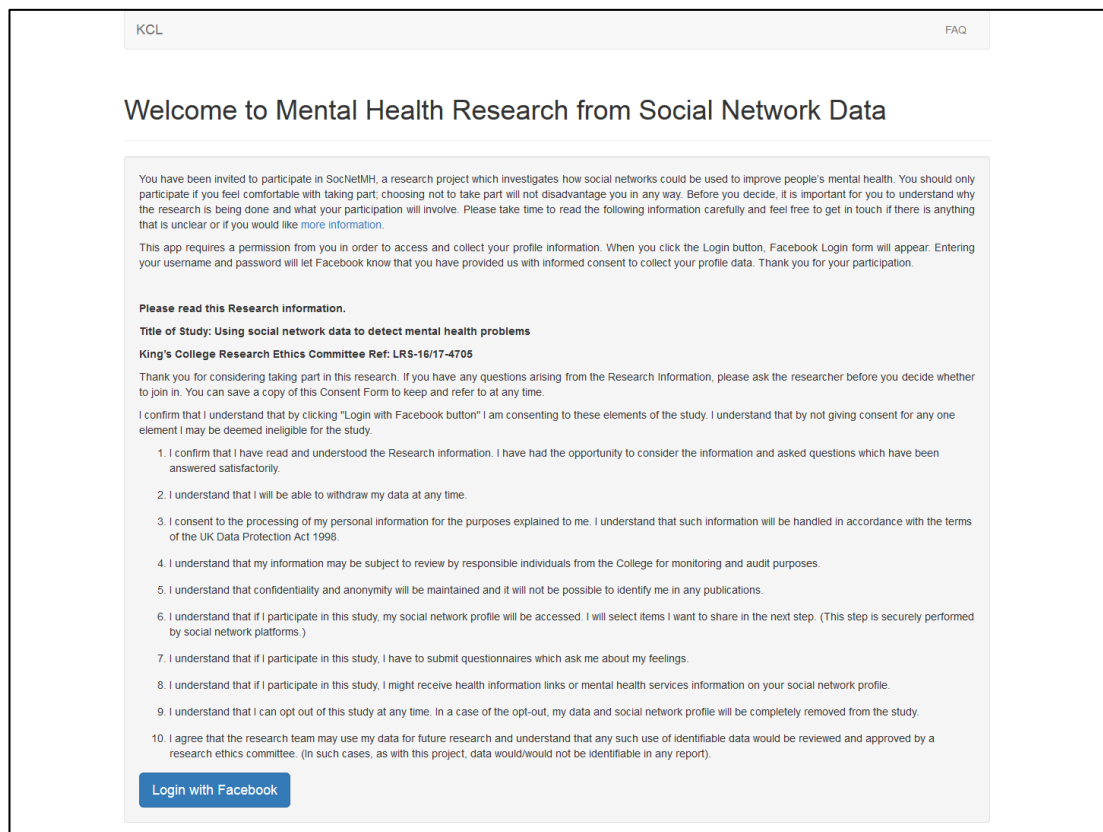 KCL
FAQ
Welcome to Mental Health Research from Social Network Data
You have been invited to participate in SocNetMH, a research project which investigates how social networks could be used to improve people's mental health. You should only
participate if you feel comfortable with taking part; choosing not to take part will not disadvantage you in any way. Before you decide, it is important for you to understand why
the research is being done and what your participation will involve. Please take time to read the following information carefully and feel free to get in touch if there is anything
that is unclear or if you would like more information.
This app requires a permission from you in order to access and collect your profile information. When you click the Login button, Facebook Login form will appear. Entering
your username and password will let Facebook know that you have provided us with informed consent to collect your profile data. Thank you for your participation.
Please read this Research information.
Title of Study: Using social network data to detect mental health problems
King's College Research Ethics Committee Ref: LRS-16/17-4705
Thank you for considering taking part in this research. If you have any questions arising from the Research Information, please ask the researcher before you decide whether
to join in. You can save a copy of this Consent Form to keep and refer to at any time.
I confirm that I understand that by clicking "Login with Facebook button" I am consenting to these elements of the study. I understand that by not giving consent for any one
element I may be deemed ineligible for the study.
1. I confirm that I have read and understood the Research information. I have had the opportunity to consider the information and asked questions which have been
answered satisfactorily.
2. I understand that I will be able to withdraw my data at any time.
3. I consent to the processing of my personal information for the purposes explained to me. I understand that such information will be handled in accordance with the terms
of the UK Data Protection Act 1998.
4. I understand that my information may be subject to review by responsible individuals from the College for monitoring and audit purposes.
5. I understand that confidentiality and anonymity will be maintained and it will not be possible to identify me in any publications.
6. I understand that if I participate in this study, my social network profile will be accessed. I will select items I want to share in the next step. (This step is securely performed
by social network platforms.)
7. I understand that if I participate in this study, I have to submit questionnaires which ask me about my feelings.
8. I understand that if I participate in this study, I might receive health information links or mental health services information on your social network profile.
9. I understand that I can opt out of this study at any time. In a case of the opt-out, my data and social network profile will be completely removed from the study.
10. I agree that the research team may use my data for future research and understand that any such use of identifiable data would be reviewed and approved by a
research ethics committee. (In such cases, as with this project, data would/would not be identifiable in any report).
Login with Facebook